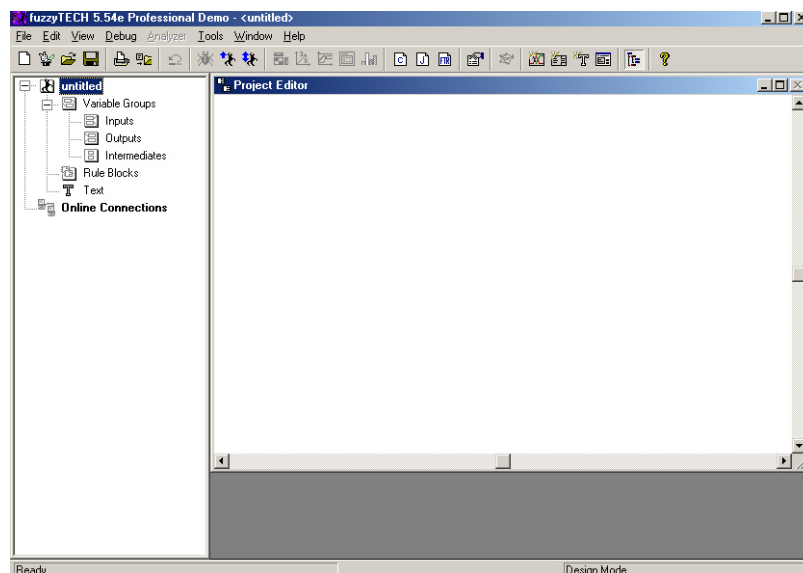 fuzzyTECH 5.54e Professional Demo - <untitled>
File Edit View Debug Analyzer Tools Window Help
untitled
Variable Groups
Inputs
Outputs
Intermediates
Rule Blocks
Text
Online Connections
Project Editor
Ready
Design Mode